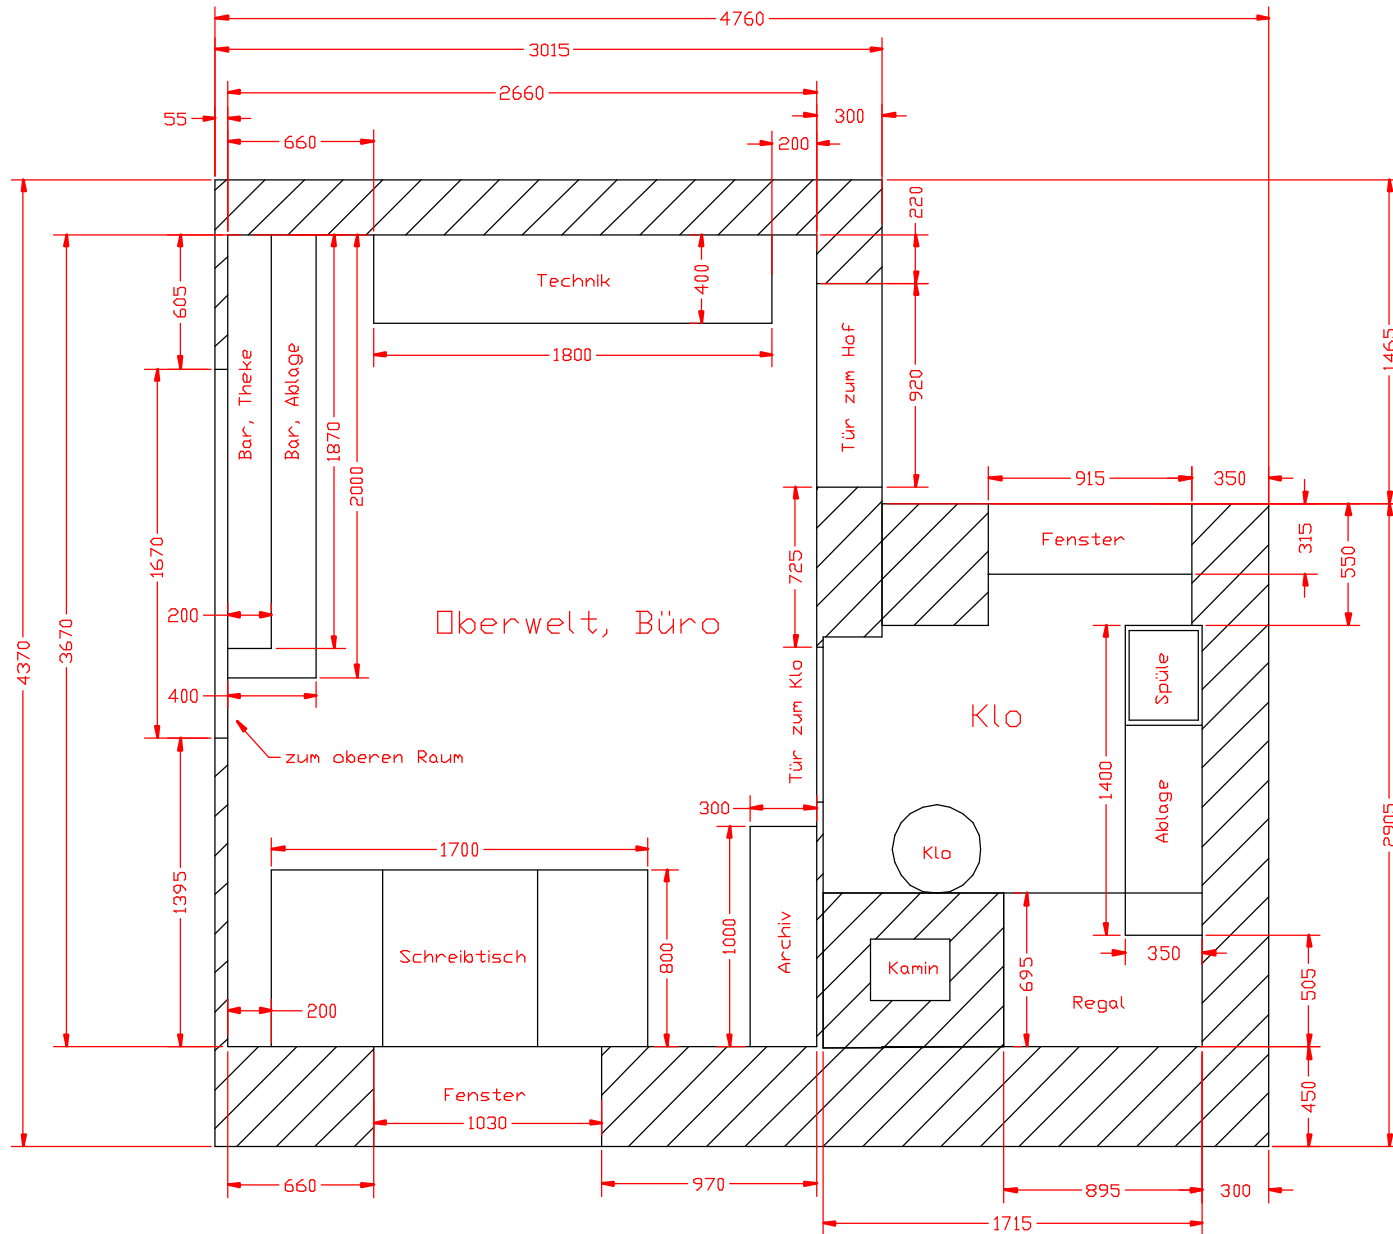 4760
3015
2660
55
300
660
200
220
605
Technik
400
1800
Bar, Theke
Bar, Ablage
1870
2000
Tür zum Hof
920
1465
915
350
Fenster
315
550
1670
725
200
Oberwelt, Büro
4370
3670
400
Tür zum Klo
Klo
Spüle
zum oberen Raum
1400
Ablage
300
2905
1700
Klo
1395
1000
Archiv
Schreibtisch
800
Kamin
695
350
505
Regal
200
Fenster
1030
450
660
970
895
300
1715